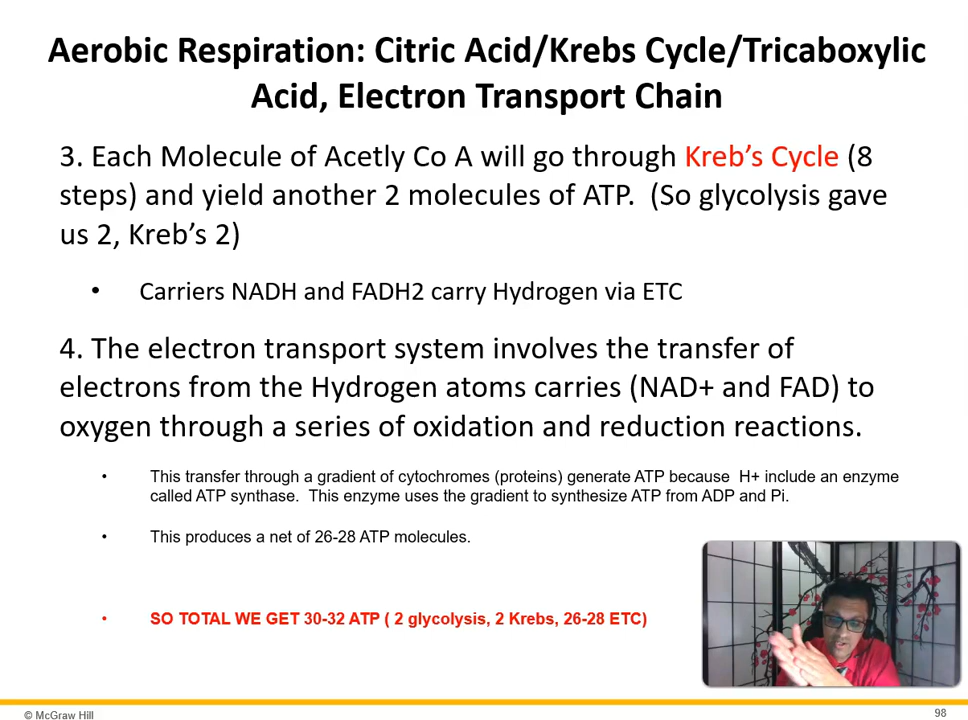 Aerobic Respiration: Citric Acid/Krebs Cycle/Tricaboxylic
Acid, Electron Transport Chain
3. Each Molecule of Acetly Co A will go through Kreb’s Cycle (8
steps) and yield another 2 molecules of ATP.  (So glycolysis gave
us 2, Kreb’s 2)
• Carriers NADH and FADH2 carry Hydrogen via ETC
4. The electron transport system involves the transfer of
electrons from the Hydrogen atoms carries (NAD+ and FAD) to
oxygen through a series of oxidation and reduction reactions.
• This transfer through a gradient of cytochromes (proteins) generate ATP because  H+ include an enzyme
called ATP synthase.  This enzyme uses the gradient to synthesize ATP from ADP and Pi.
• This produces a net of 26-28 ATP molecules.
• SO TOTAL WE GET 30-32 ATP ( 2 glycolysis, 2 Krebs, 26-28 ETC)
© McGraw Hill
98